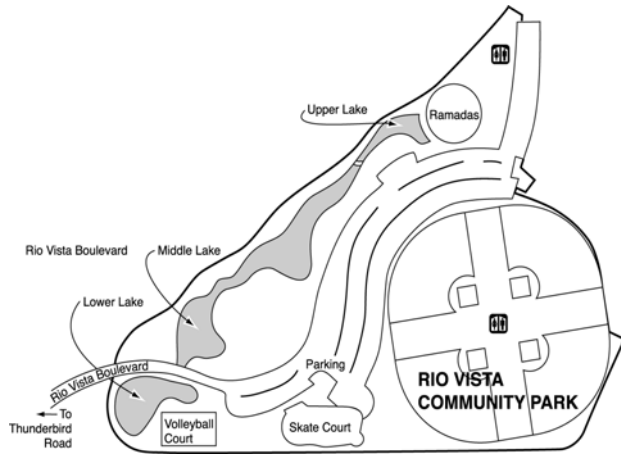 Upper Lake
Ramadas
Rio Vista Boulevard
Middle Lake
Lower Lake
Rio Vista Boulevard
Parking
RIO VISTA
COMMUNITY PARK
To
Thunderbird
Road
Volleyball
Court
Skate Court